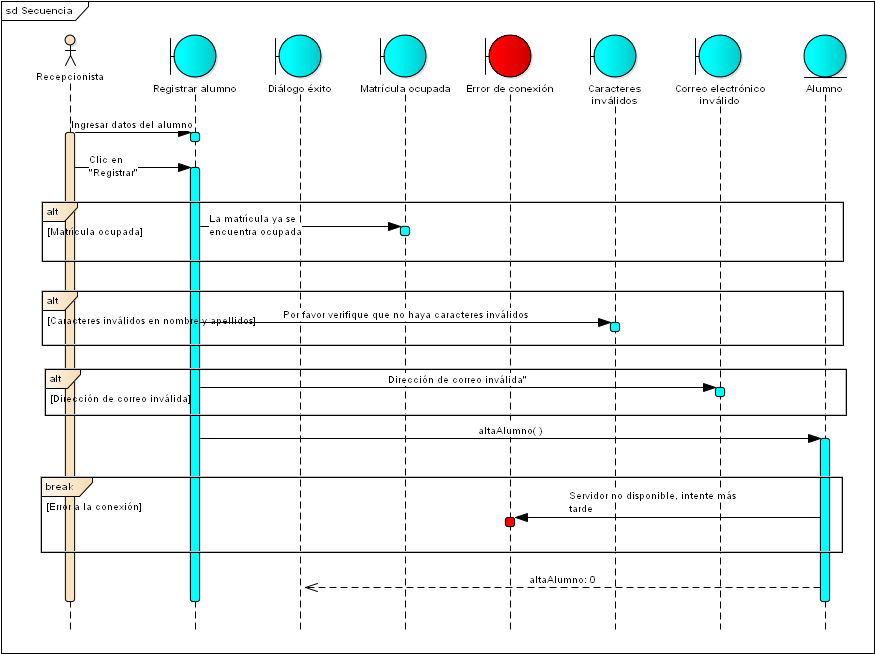 sd Secuencia
Recepcionista
Registrar alumno
Diálogo éxito
Matrícula ocupada
Error de conexión
Caracteres
inválidos
Correo electrónico
inválido
Alumno
Ingresar datos del alumno
Clic en
"Registrar"
alt
[Matrícula ocupada]
La matrícula ya se
encuentra ocupada
alt
[Caracteres inválidos en nombre y apellidos]
Por favor verifique que no haya caracteres inválidos
alt
[Dirección de correo inválida]
Dirección de correo inválida"
altaAlumno( )
break
[Error a la conexión]
Servidor no disponible, intente más
tarde
altaAlumno: 0